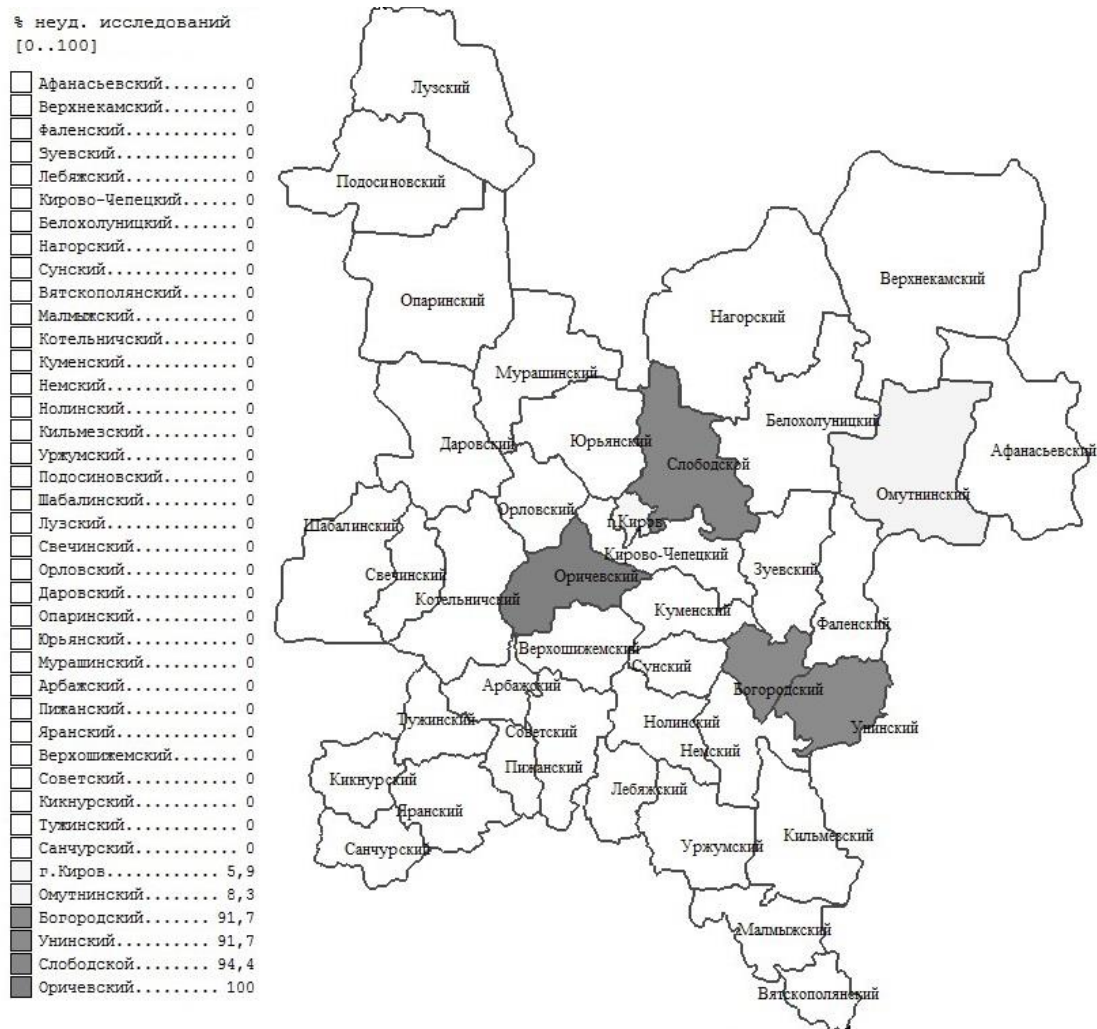 % неуд. исследований
[0..100]
Афанасьевский........ 0
Верхнекамский........ 0
Фаленский............ 0
Зуевский............. 0
Лебяжский............ 0
Кирово-Чепецкий...... 0
Белохолуницкий....... 0
Нагорский............ 0
Сунский.............. 0
Вятскополянский...... 0
Малмыжский........... 0
Котельничский........ 0
Куменский............ 0
Немский.............. 0
Нолинский............ 0
Кильмезский.......... 0
Уржумский............ 0
Подосиновский........ 0
Шабалинский.......... 0
Лузский.............. 0
Свечинский........... 0
Орловский............ 0
Даровский............ 0
Опаринский........... 0
Юрьянский............ 0
Мурашинский.......... 0
Арбажский............ 0
Пижанский............ 0
Яранский............. 0
Верхошижемский....... 0
Советский............ 0
Кикнурский........... 0
Тужинский............ 0
Санчурский........... 0
г.Киров............ 5,9
Омутнинский........ 8,3
Богородский....... 91,7
Унинский.......... 91,7
Слободской........ 94,4
Оричевский......... 100
Лузский
Подосиновский
Верхнекамский
Опаринский
Нагорский
Мурашинский
Белохолуницкий
Юрьянский
Даровский
Афанасьевский
Слободской
Омутнинский
Орловский
Шабалинский
г.Киров
Кирово-Чепецкий
Зуевский
Свечинский
Оричевский
Котельничский
Куменский
Фаленский
Верхошижемский
Сунский
Арбажский
Богородский
Тужинский
Нолинский
Унинский
Советский
Немский
Пижанский
Кикнурский
Лебяжский
Яранский
Кильмезский
Уржумский
Санчурский
Малмыжский
Вятскополянский